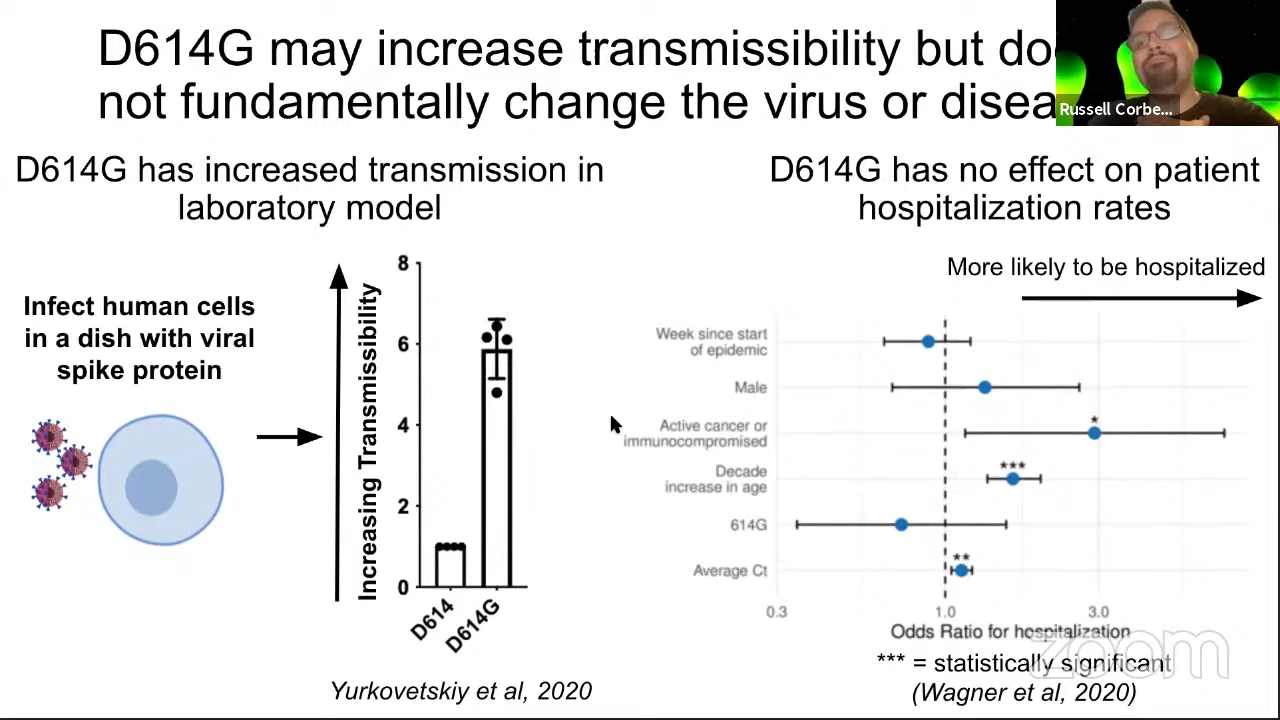 D614G may increase transmissibility but do
not fundamentally change the virus or disea
Russell Corbe...
D614G has increased transmission in
laboratory model
Infect human cells
in a dish with viral
spike protein
Increasing Transmissibility
8
6
4
2
0
D614
D614G
Yurkovetskiy et al, 2020
D614G has no effect on patient
hospitalization rates
More likely to be hospitalized
Week since start
of epidemic
Male
Active cancer or
immunocompromised
*
Decade
increase in age
***
614G
Average Ct
**
0.3
1.0
3.0
Odds Ratio for hospitalization
*** = statistically significant
(Wagner et al, 2020)
zoom